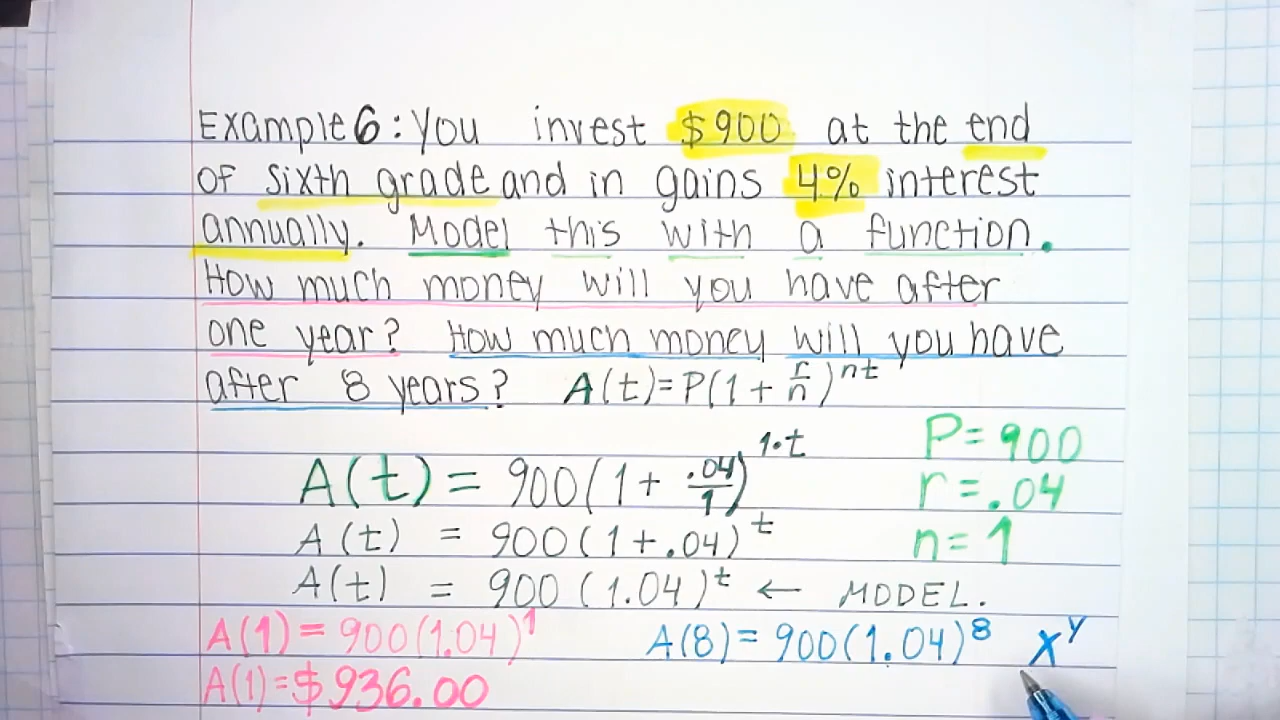 Example 6: You invest $900 at the end
of sixth grade and in gains 4% interest
annually. Model this with a function.
How much money will you have after
one year? How much money will you have
after 8 years? A(t)=P(1+r/n)^nt
P=900
A(t)=900(1+.04/1)^1·t
r=.04
A(t) = 900(1+.04)^t
n=1
A(t) = 900(1.04)^t ← MODEL.
A(1)=900(1.04)^1 A(8)=900(1.04)^8 x^y
A(1)=$936.00